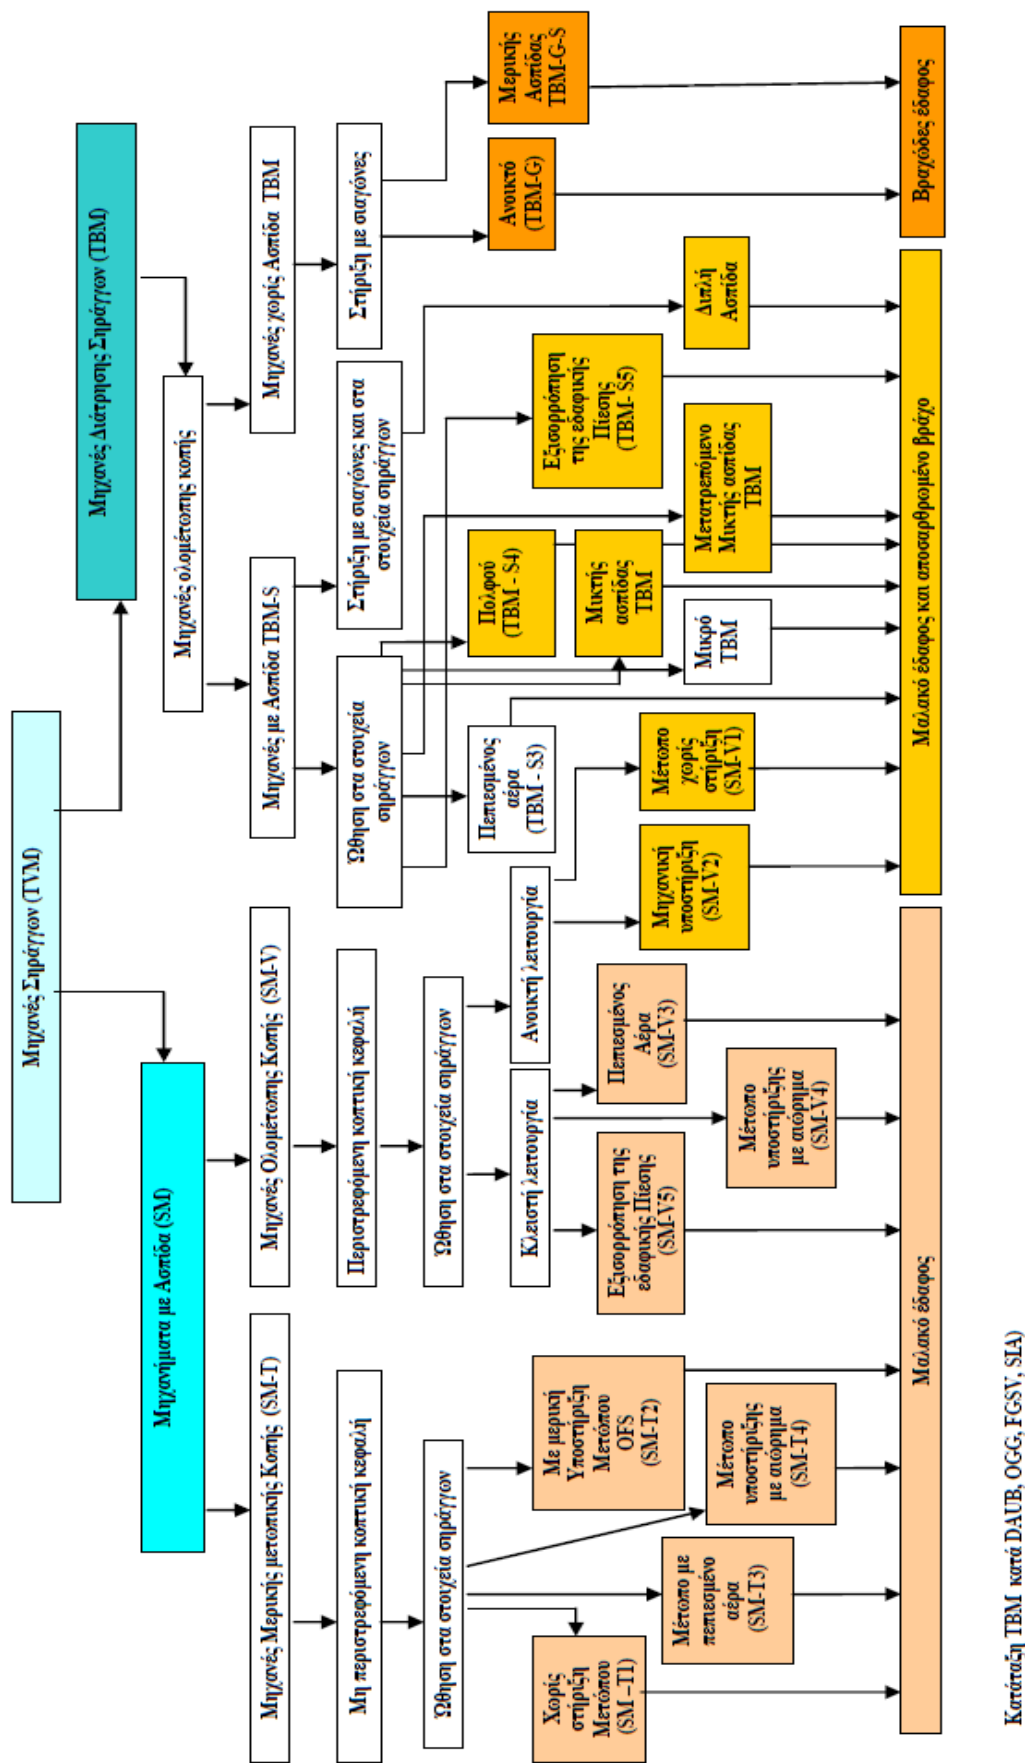 Μηχανές Σηράγγων (TVM)
Μηχανήματα με Ασπίδα (SM)
Μηχανές Διάτρησης Σηράγγων (TBM)
Μηχανές ολομέτωπης κοπής
Μηχανές Μερικής μετωπικής Κοπής (SM-T)
Μηχανές Ολομέτωπης Κοπής (SM-V)
Μηχανές με Ασπίδα TBM-S
Μηχανές χωρίς Ασπίδα TBM
Μη περιστρεφόμενη κοπτική κεφαλή
Περιστρεφόμενη κοπτική κεφαλή
Ώθηση στα στοιχεία
σηράγγων
Στήριξη με σιαγώνες και στα
στοιχεία σηράγγων
Στήριξη με σιαγώνες
Ώθηση στα στοιχεία σηράγγων
Ώθηση στα στοιχεία σηράγγων
Κλειστή λειτουργία
Ανοικτή λειτουργία
Πεπιεσμένος
αέρα
(TBM - S3)
Πολφού
(TBM - S4)
Ανοικτό
(TBM-G)
Μερικής
Ασπίδας
TBM-G-S
Χωρίς
στήριξη
Μετώπου
(SM –T1)
Με μερική
Υποστήριξη
Μετώπου
OFS
(SM-T2)
Εξισορρόπηση
της εδαφικής
Πίεσης
(TBM- S5)
Εξισορρόπηση της
εδαφικής Πίεσης
(SM-V5)
Πεπιεσμένος
Αέρα
(SM-V3)
Μικτής
ασπίδας
TBM
Μέτωπο με
πεπιεσμένο
αέρα
(SM-T3)
Μηχανική
υποστήριξη
(SM-V2)
Μέτωπο
χωρίς
στήριξη
(SM-V1)
Μικρό
TBM
Μετατρεπόμενο
Μικτής ασπίδας
TBM
Διπλή
Ασπίδα
Μέτωπο
υποστήριξης
με αιώρημα
(SM-T4)
Μέτωπο
υποστήριξης
με αιώρημα
(SM-V4)
Μαλακό έδαφος
Μαλακό έδαφος και αποσαρθρωμένο βράχο
Βραχώδες έδαφος
Κατάταξη TBM κατά DAUB, OGG, FGSV, SIA)